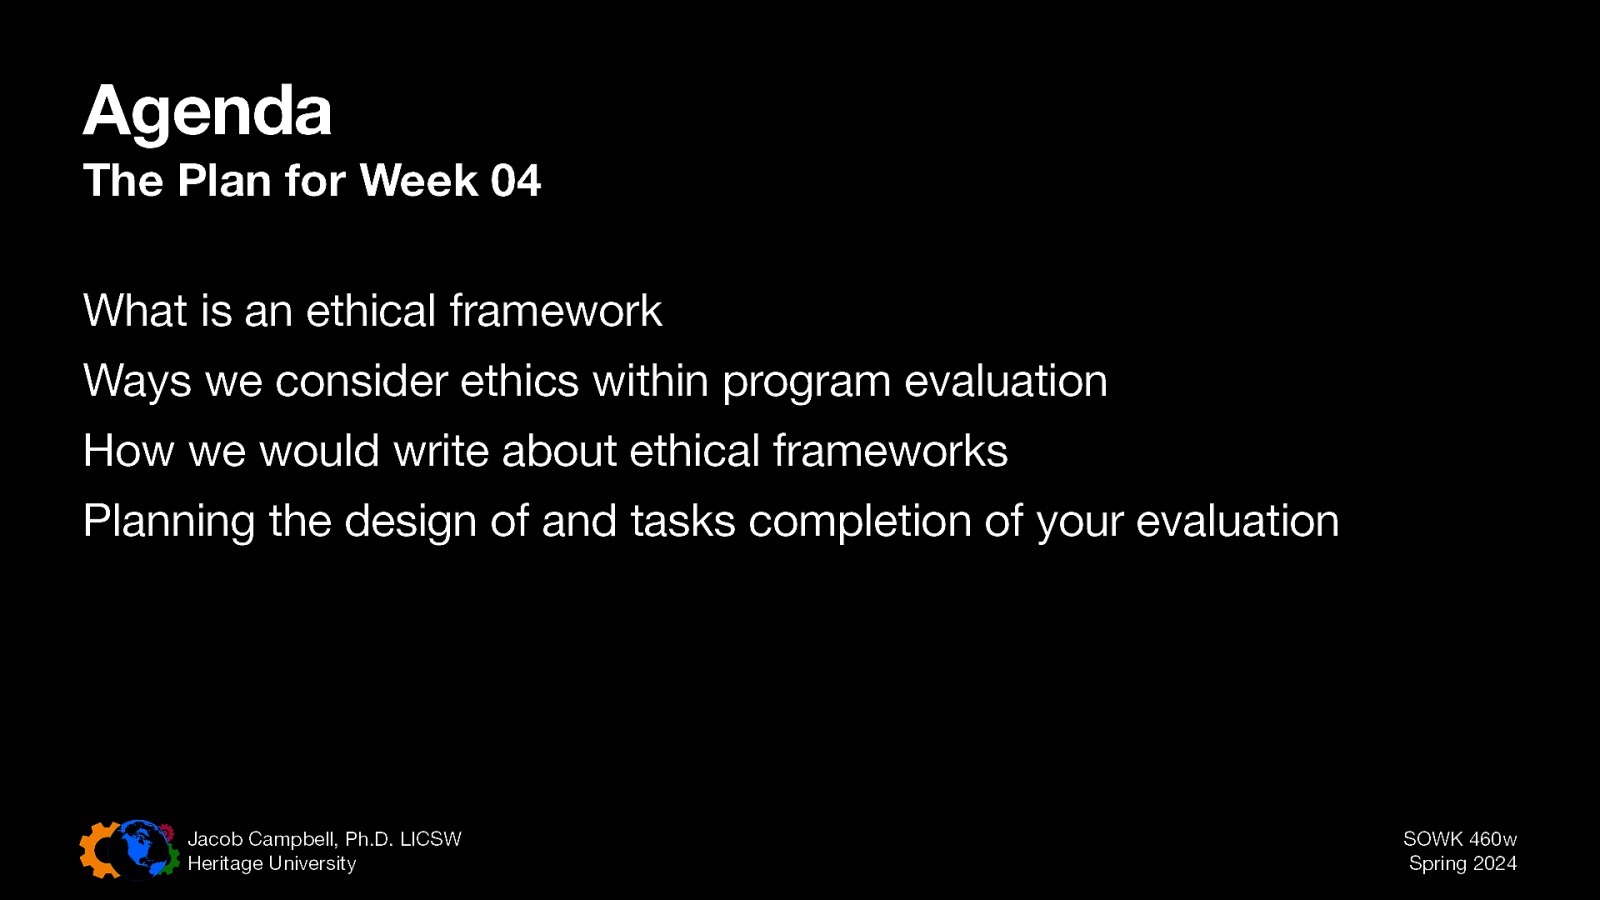 Agenda
The Plan for Week 04
What is an ethical framework
Ways we consider ethics within program evaluation
How we would write about ethical frameworks
Planning the design of and tasks completion of your evaluation
Jacob Campbell, Ph.D. LICSW
Heritage University
SOWK 460w
Spring 2024